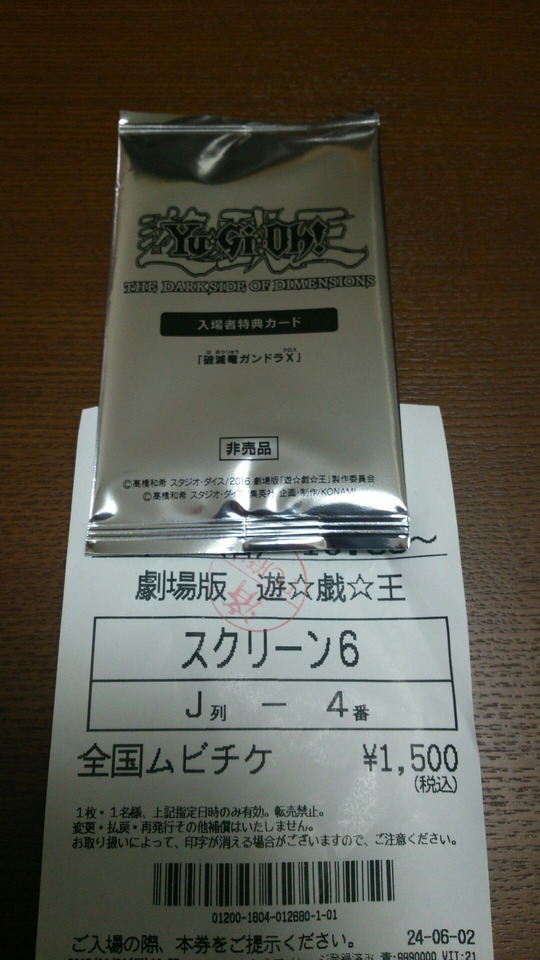 遊戯王
Yu-Gi-Oh!
THE DARKSIDE OF DIMENSIONS
入場者特典カード
「破滅竜ガンドラX」
非売品
©高橋和希 スタジオ・ダイス/2016 劇場版「遊☆戯☆王」製作委員会
©高橋和希 スタジオ・ダイス/集英社 企画・制作/KONAMI
劇場版 遊☆戯☆王
済
スクリーン6
J列 － 4番
全国ムビチケ ¥1,500
(税込)
1枚・1名様、上記指定日時のみ有効。転売禁止。
変更・払戻・再発行その他補償はいたしません。
お取り扱いによって、印字が消える場合がございますので、ご注意ください。
01200-1604-012680-1-01
ご入場の際、本券をご提示ください。 24-06-02